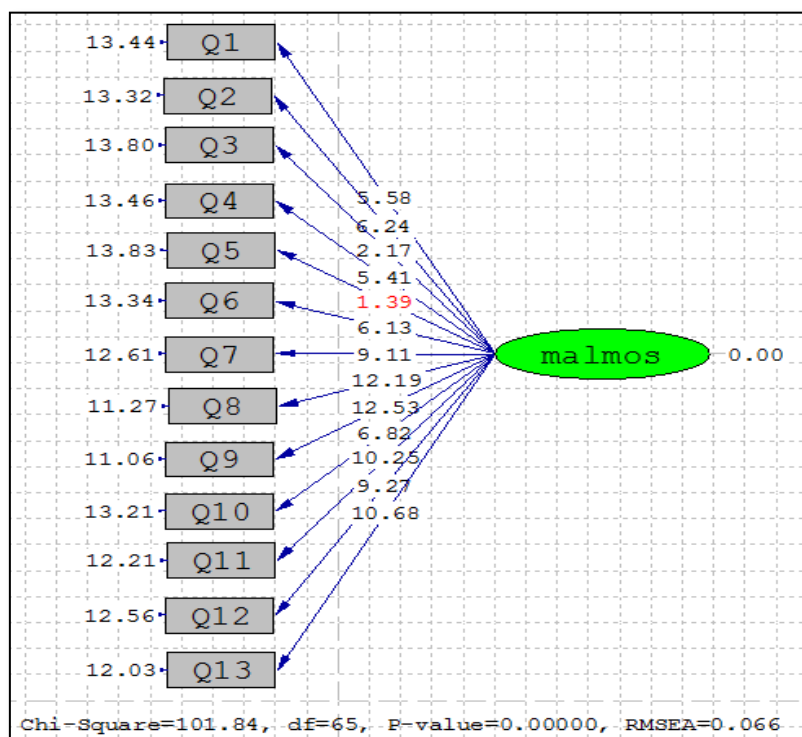 13.44 Q1
13.32 Q2
13.80 Q3
13.46 Q4
13.83 Q5
13.34 Q6
12.61 Q7
11.27 Q8
11.06 Q9
13.21 Q10
12.21 Q11
12.56 Q12
12.03 Q13
5.58
6.24
2.17
5.41
1.39
6.13
9.11
12.19
12.53
6.82
10.25
9.27
10.68
malmos 0.00
Chi-Square=101.84, df=65, P-value=0.00000, RMSEA=0.066